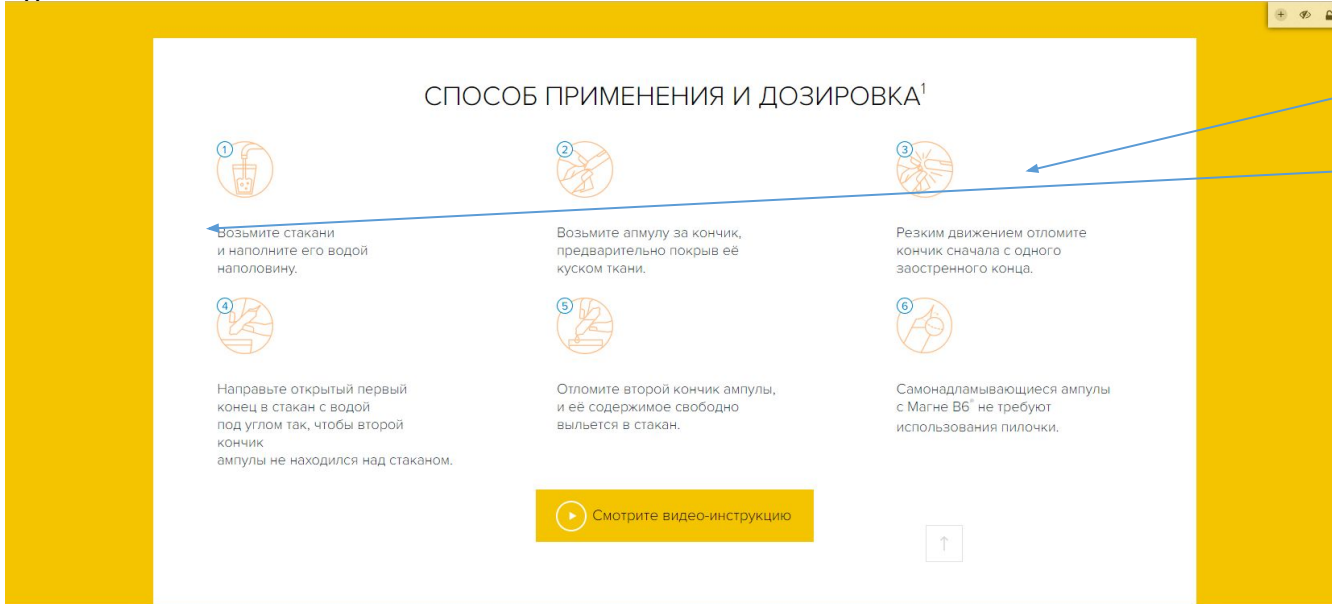 СПОСОБ ПРИМЕНЕНИЯ И ДОЗИРОВКА¹
1
Возьмите стакани
и наполните его водой
наполовину.
2
Возьмите апмулу за кончик,
предварительно покрыв её
куском ткани.
3
Резким движением отломите
кончик сначала с одного
заостренного конца.
4
Направьте открытый первый
конец в стакан с водой
под углом так, чтобы второй
кончик
ампулы не находился над стаканом.
5
Отломите второй кончик ампулы,
и её содержимое свободно
выльется в стакан.
6
Самонадламывающиеся ампулы
с Магне B6® не требуют
использования пилочки.
Смотрите видео-инструкцию